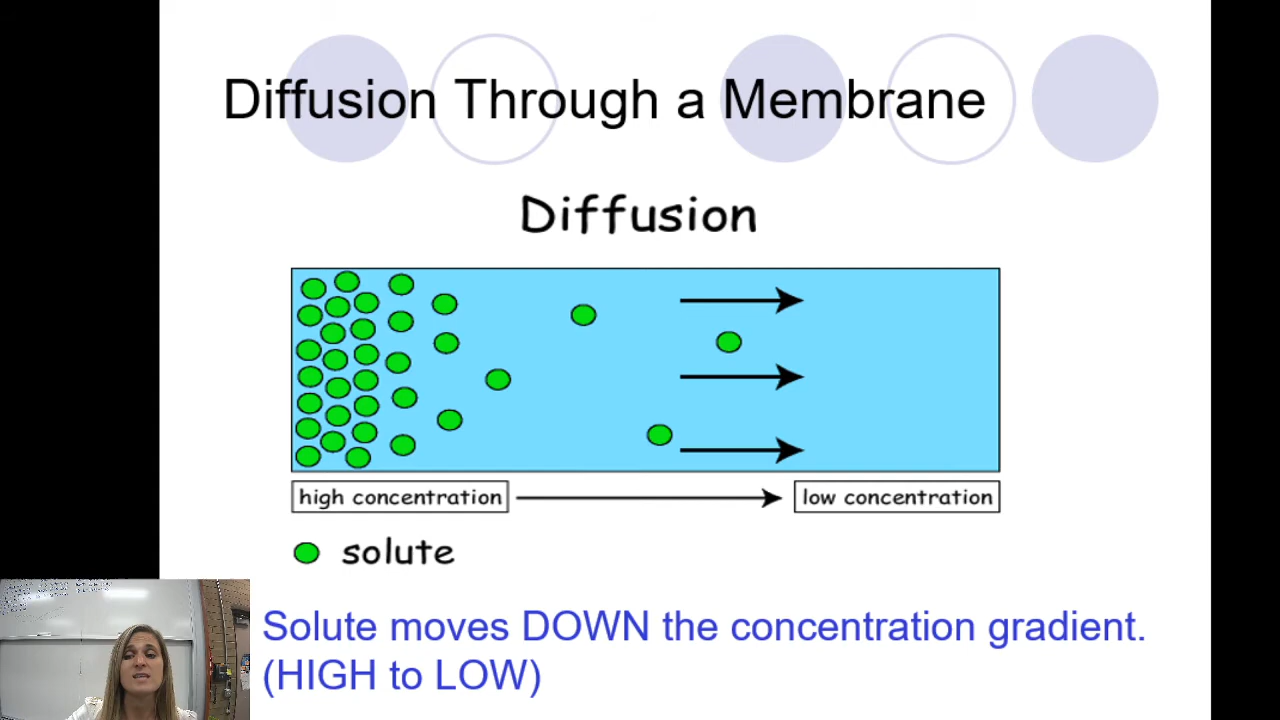 Diffusion Through a Membrane
Diffusion
high concentration
low concentration
solute
Solute moves DOWN the concentration gradient.
(HIGH to LOW)